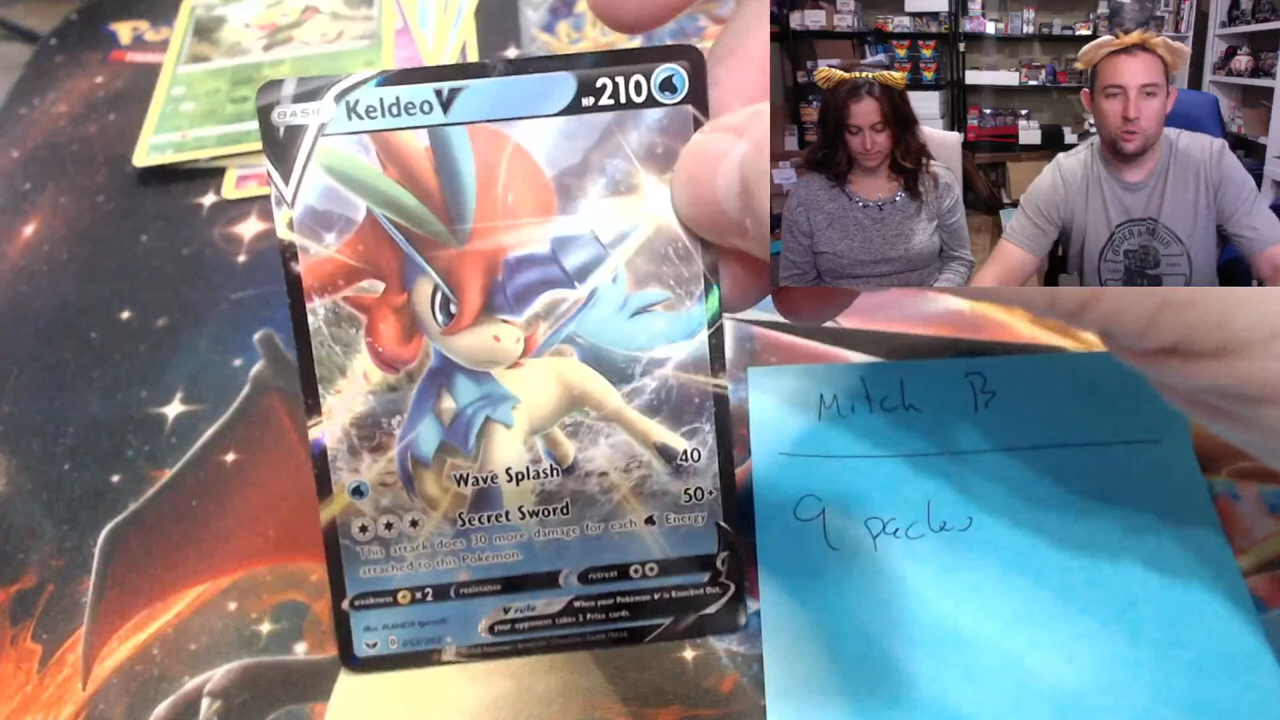 BASIC
Keldeo V
HP 210
Wave Splash
40
Secret Sword
50+
This attack does 30 more damage for each Energy
attached to this Pokémon.
weakness ×2
resistance
retreat
V rule
When your Pokémon V is Knocked Out,
your opponent takes 2 Prize cards.
D 053/202
Mitch B
9 packs